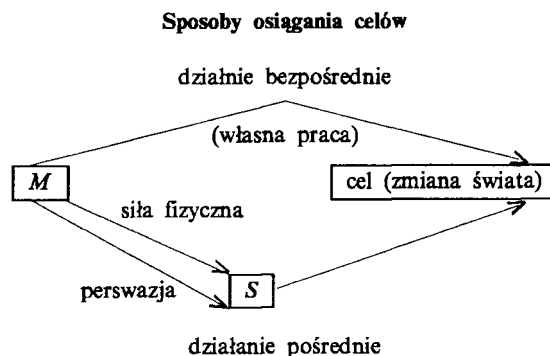 Sposoby osiągania celów
działnie bezpośrednie
(własna praca)
M
cel (zmiana świata)
siła fizyczna
perswazja
S
działanie pośrednie